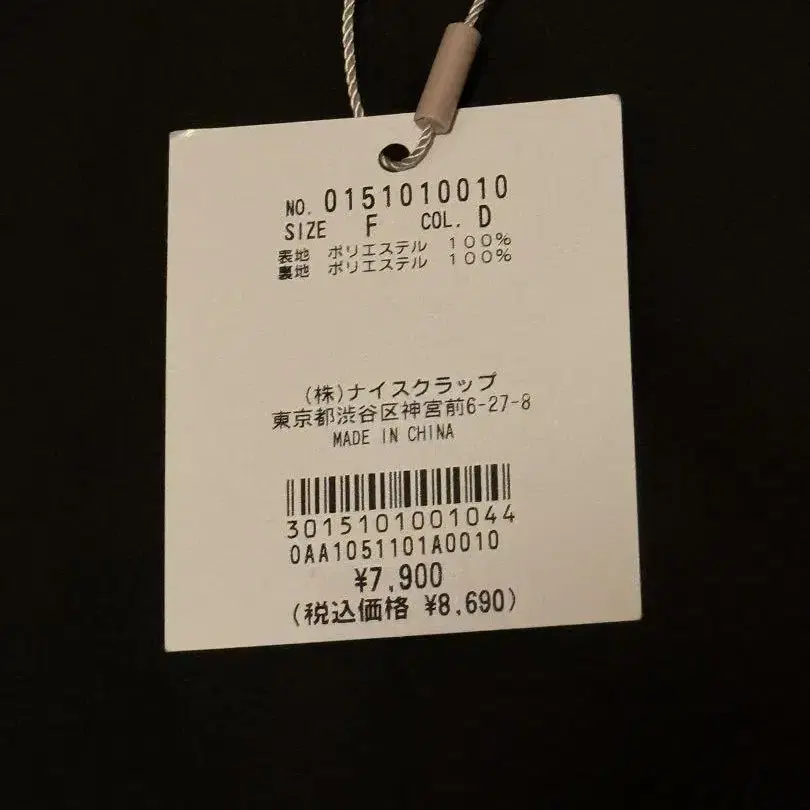 NO. 0151010010
SIZE F COL. D
表地 ポリエステル 100%
裏地 ポリエステル 100%
(株)ナイスクラップ
東京都渋谷区神宮前6-27-8
MADE IN CHINA
3015101001044
0AA1051101A0010
¥7,900
(税込価格 ¥8,690)